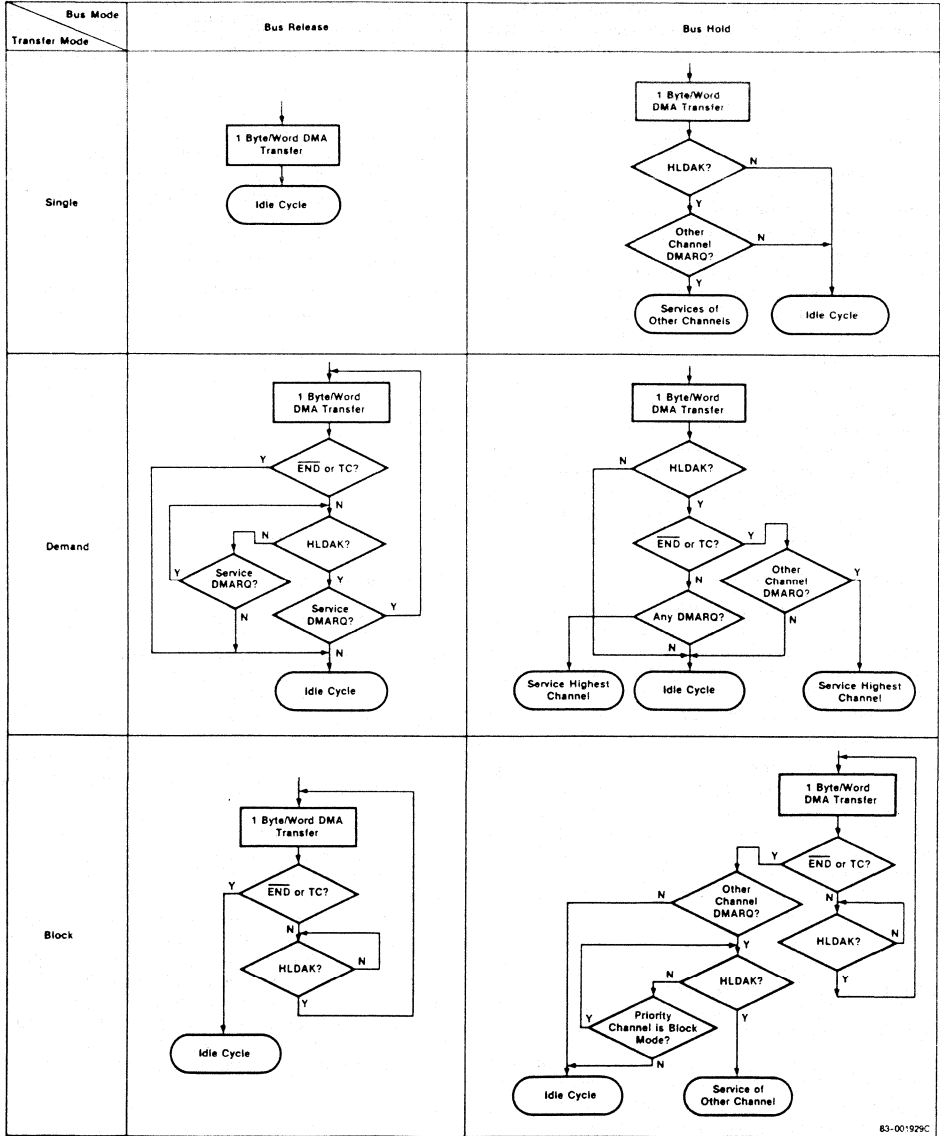 Bus Mode
Transfer Mode
Bus Release
Bus Hold
Single
1 Byte/Word DMA
Transfer
Idle Cycle
1 Byte/Word
DMA Transfer
HLDAK?
N
Y
Other
Channel
DMARQ?
N
Y
Services of
Other Channels
Idle Cycle
Demand
1 Byte/Word
DMA Transfer
Y
END or TC?
N
N
HLDAK?
Y
Service
DMARQ?
Y
N
Service
DMARQ?
Y
N
Idle Cycle
1 Byte/Word
DMA Transfer
N
HLDAK?
Y
END or TC?
Y
N
Other
Channel
DMARQ?
Y
N
Any DMARQ?
N
Service Highest
Channel
Idle Cycle
Service Highest
Channel
Block
1 Byte/Word DMA
Transfer
Y
END or TC?
N
HLDAK?
N
Y
Idle Cycle
1 Byte/Word
DMA Transfer
Y
END or TC?
N
N
Other
Channel
DMARQ?
Y
HLDAK?
N
Y
N
HLDAK?
Y
Y
Priority
Channel is Block
Mode?
N
Idle Cycle
Service of
Other Channel
83-001929C